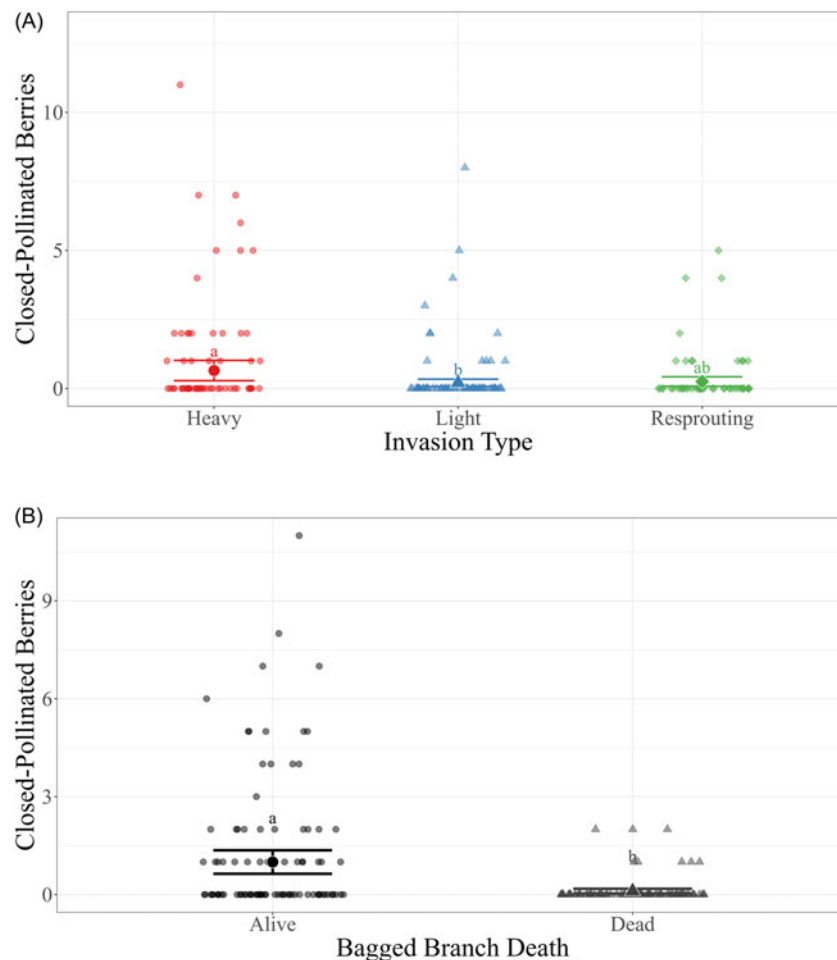 (A)
Closed-Pollinated Berries
10
5
0
a
b
ab
Heavy
Light
Resprouting
Invasion Type
(B)
Closed-Pollinated Berries
9
6
3
0
a
b
Alive
Dead
Bagged Branch Death